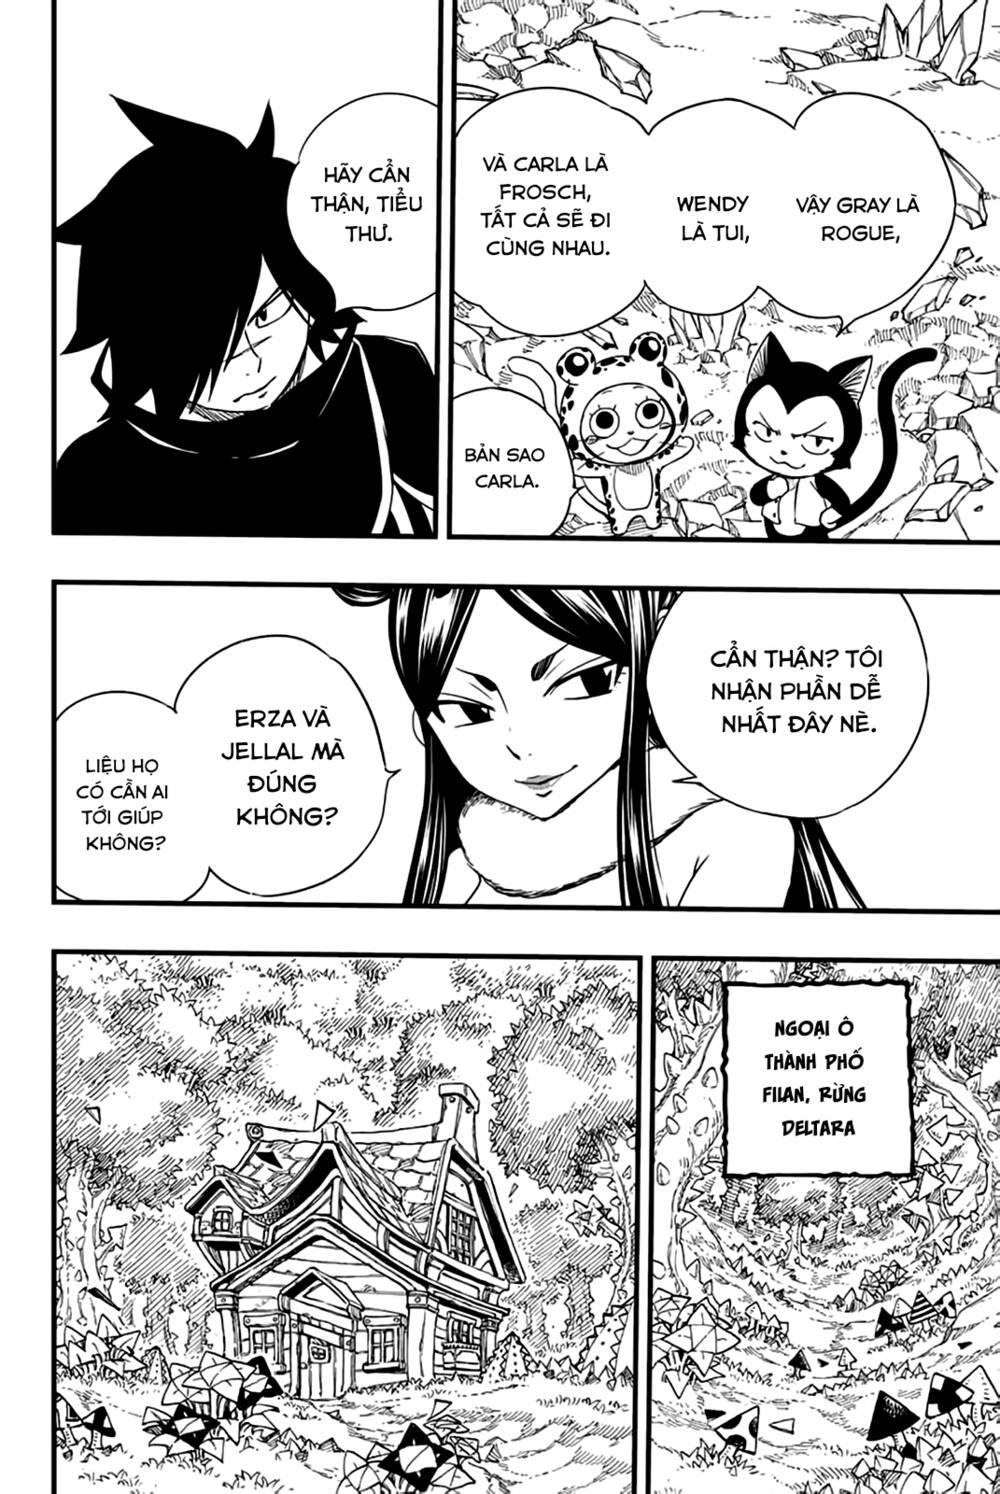 VẬY GRAY LÀ
ROGUE,
WENDY
LÀ TUI,
VÀ CARLA LÀ
FROSCH,
TẤT CẢ SẼ ĐI
CÙNG NHAU.
BẢN SAO
CARLA.
HÃY CẨN
THẬN, TIỂU
THƯ.
CẨN THẬN? TÔI
NHẬN PHẦN DỄ
NHẤT ĐÂY NÈ.
ERZA VÀ
JELLAL MÀ
ĐÚNG
KHÔNG?
LIỆU HỌ
CÓ CẦN AI
TỚI GIÚP
KHÔNG?
NGOẠI Ô
THÀNH PHỐ
FILAN, RỪNG
DELTARA